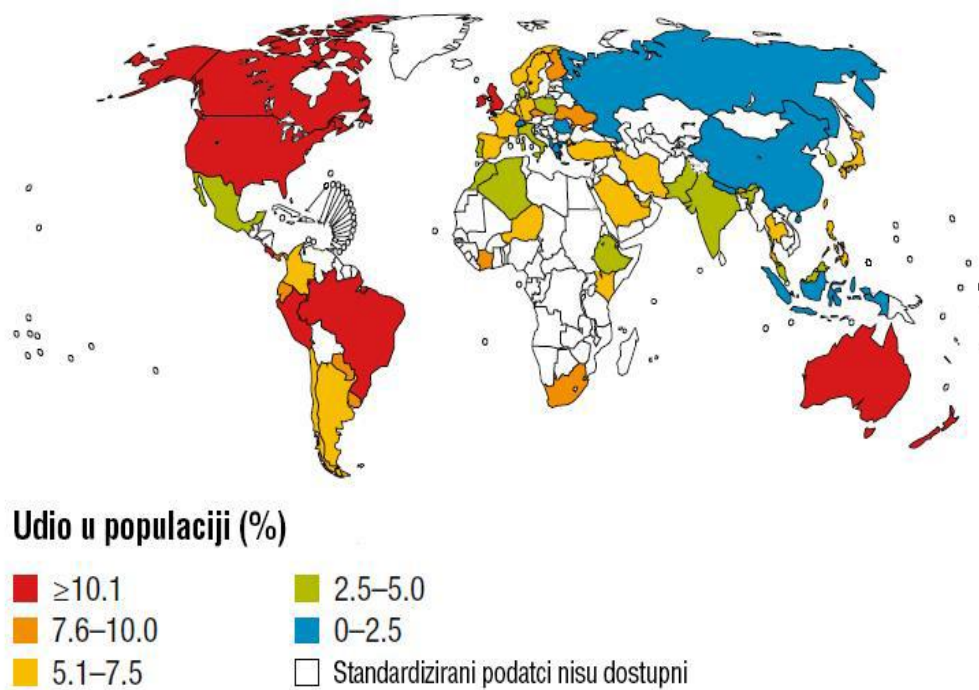 Udio u populaciji (%)
≥10.1
7.6–10.0
5.1–7.5
2.5–5.0
0–2.5
Standardizirani podatci nisu dostupni